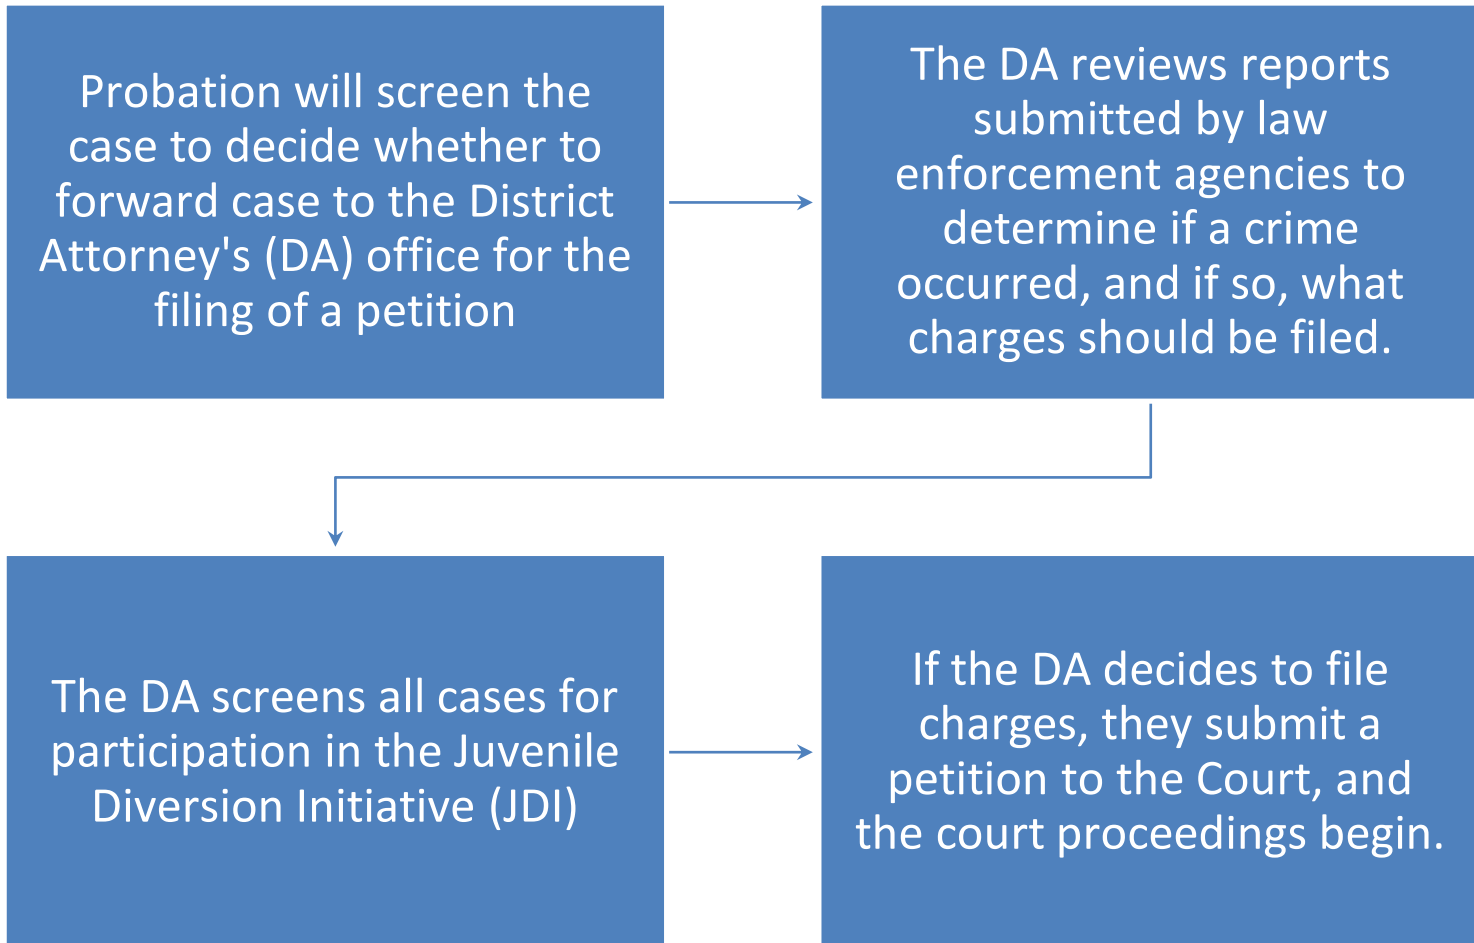 Probation will screen the
case to decide whether to
forward case to the District
Attorney's (DA) office for the
filing of a petition
The DA reviews reports
submitted by law
enforcement agencies to
determine if a crime
occurred, and if so, what
charges should be filed.
The DA screens all cases for
participation in the Juvenile
Diversion Initiative (JDI)
If the DA decides to file
charges, they submit a
petition to the Court, and
the court proceedings begin.